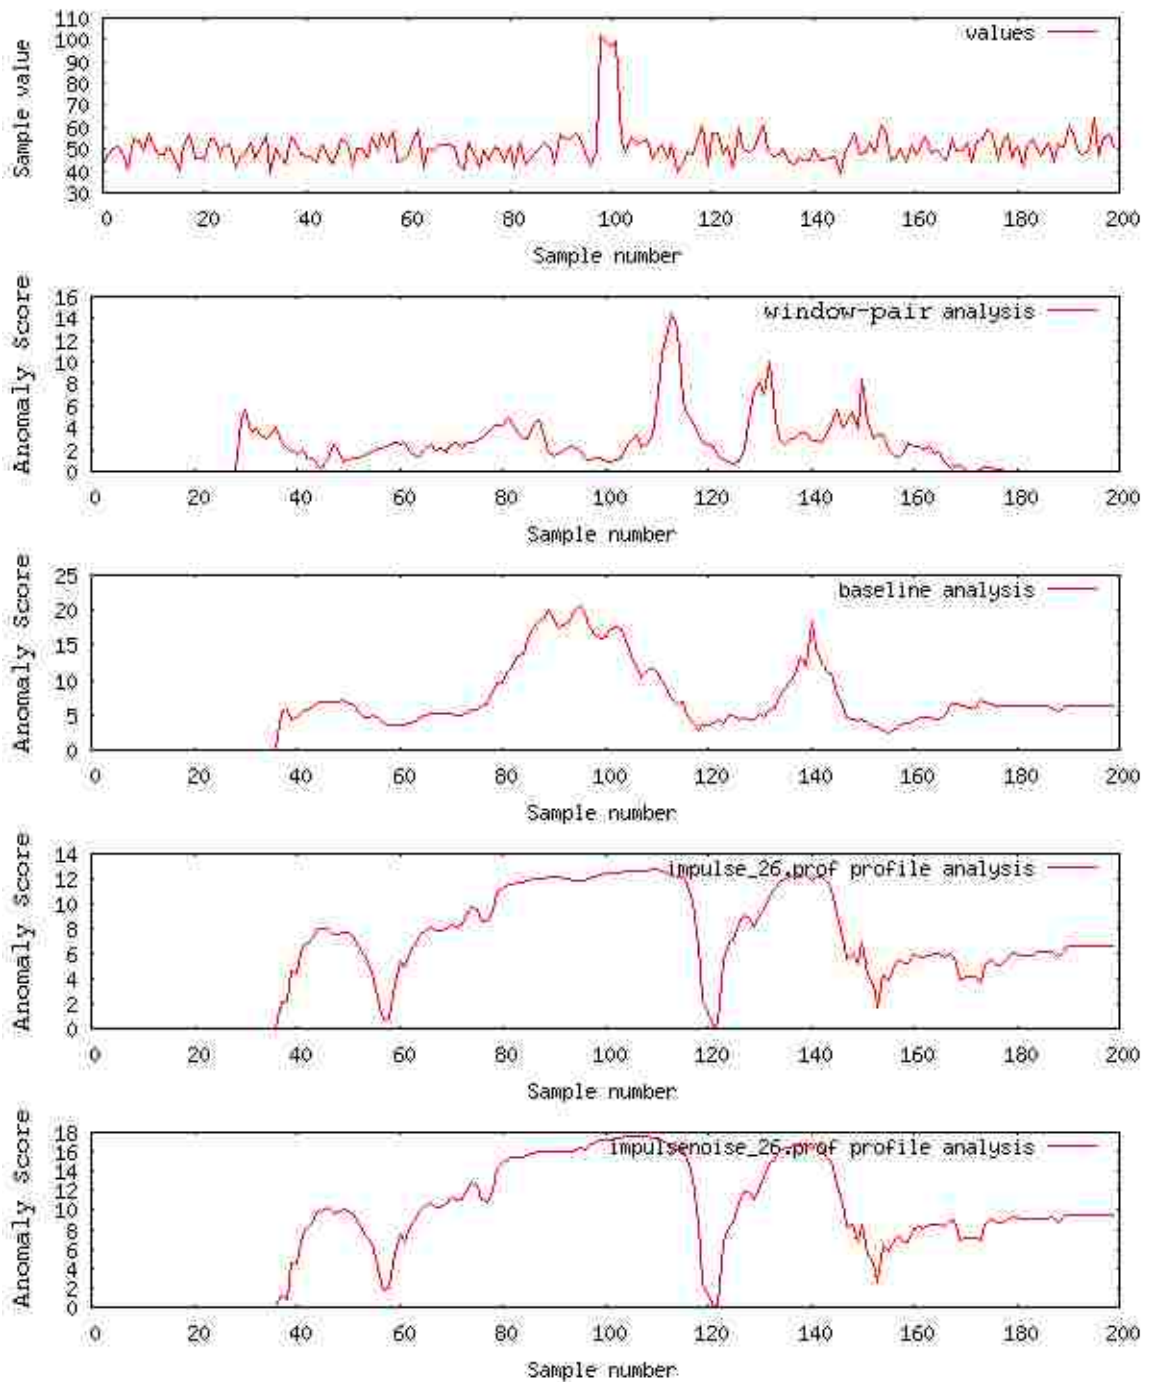 110
100
90
80
70
60
50
40
30
Sample value
values
0 20 40 60 80 100 120 140 160 180 200
Sample number
16
14
12
10
8
6
4
2
0
Anomaly Score
window-pair analysis
0 20 40 60 80 100 120 140 160 180 200
Sample number
25
20
15
10
5
0
Anomaly Score
baseline analysis
0 20 40 60 80 100 120 140 160 180 200
Sample number
14
12
10
8
6
4
2
0
Anomaly Score
impulse_26.prof profile analysis
0 20 40 60 80 100 120 140 160 180 200
Sample number
18
16
14
12
10
8
6
4
2
0
Anomaly Score
impulsenoise_26.prof profile analysis
0 20 40 60 80 100 120 140 160 180 200
Sample number